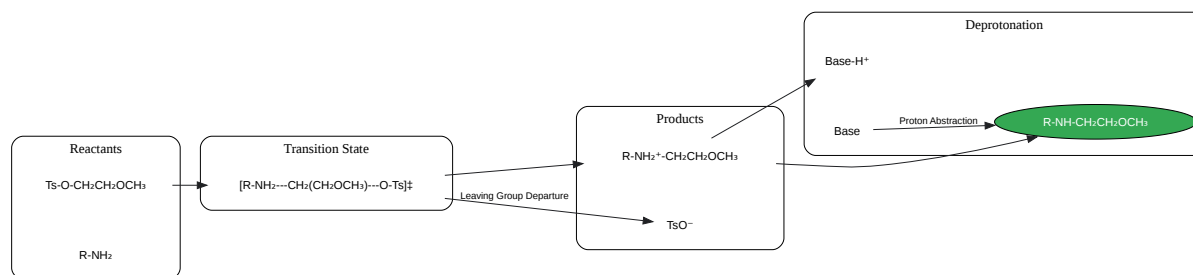 Reactants
Ts-O-CH₂CH₂OCH₃
R-NH₂
Transition State
[R-NH₂---CH₂(CH₂OCH₃)---O-Ts]‡
Leaving Group Departure
Products
R-NH₂⁺-CH₂CH₂OCH₃
TsO⁻
Deprotonation
Base-H⁺
Base
Proton Abstraction
R-NH-CH₂CH₂OCH₃